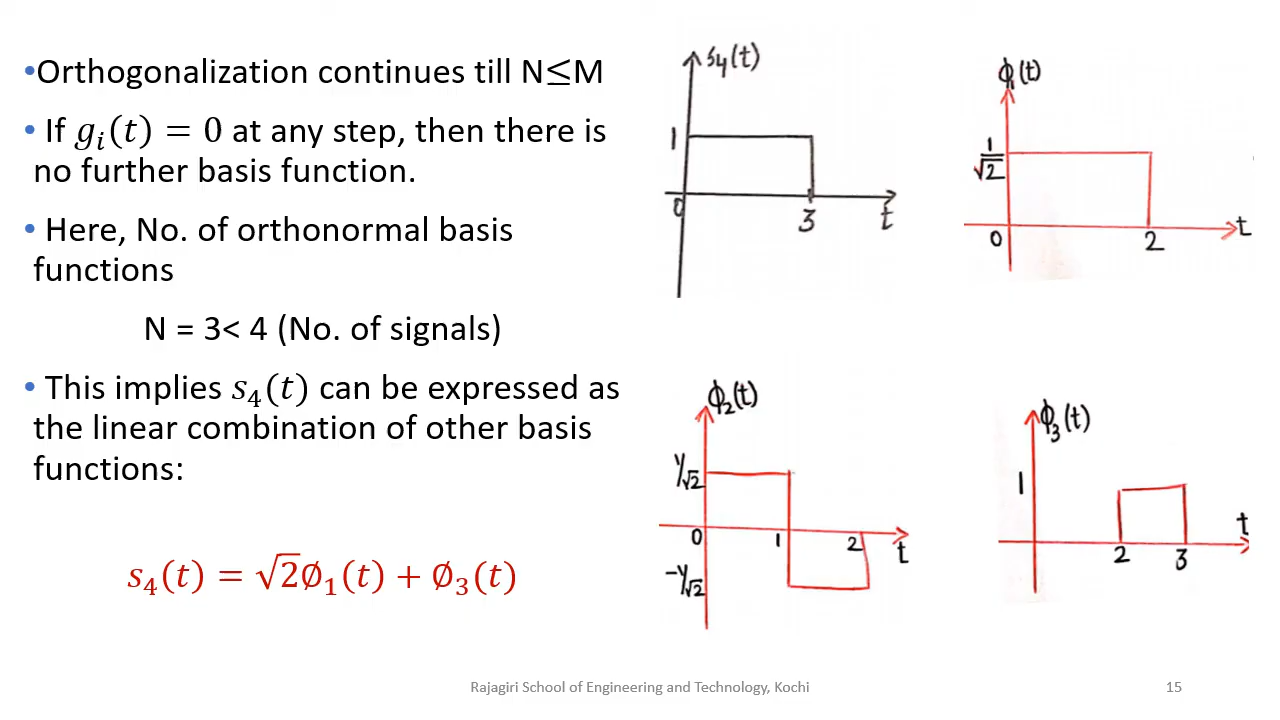 •Orthogonalization continues till N≤M
• If gᵢ(t) = 0 at any step, then there is
no further basis function.
• Here, No. of orthonormal basis
functions
N = 3< 4 (No. of signals)
• This implies s₄(t) can be expressed as
the linear combination of other basis
functions:
s₄(t) = √2∅₁(t) + ∅₃(t)
s₄(t)
1
0
3
t
ϕ₁(t)
1/√2
0
2
t
ϕ₂(t)
1/√2
0
1
2
t
-1/√2
ϕ₃(t)
1
2
3
t
Rajagiri School of Engineering and Technology, Kochi
15